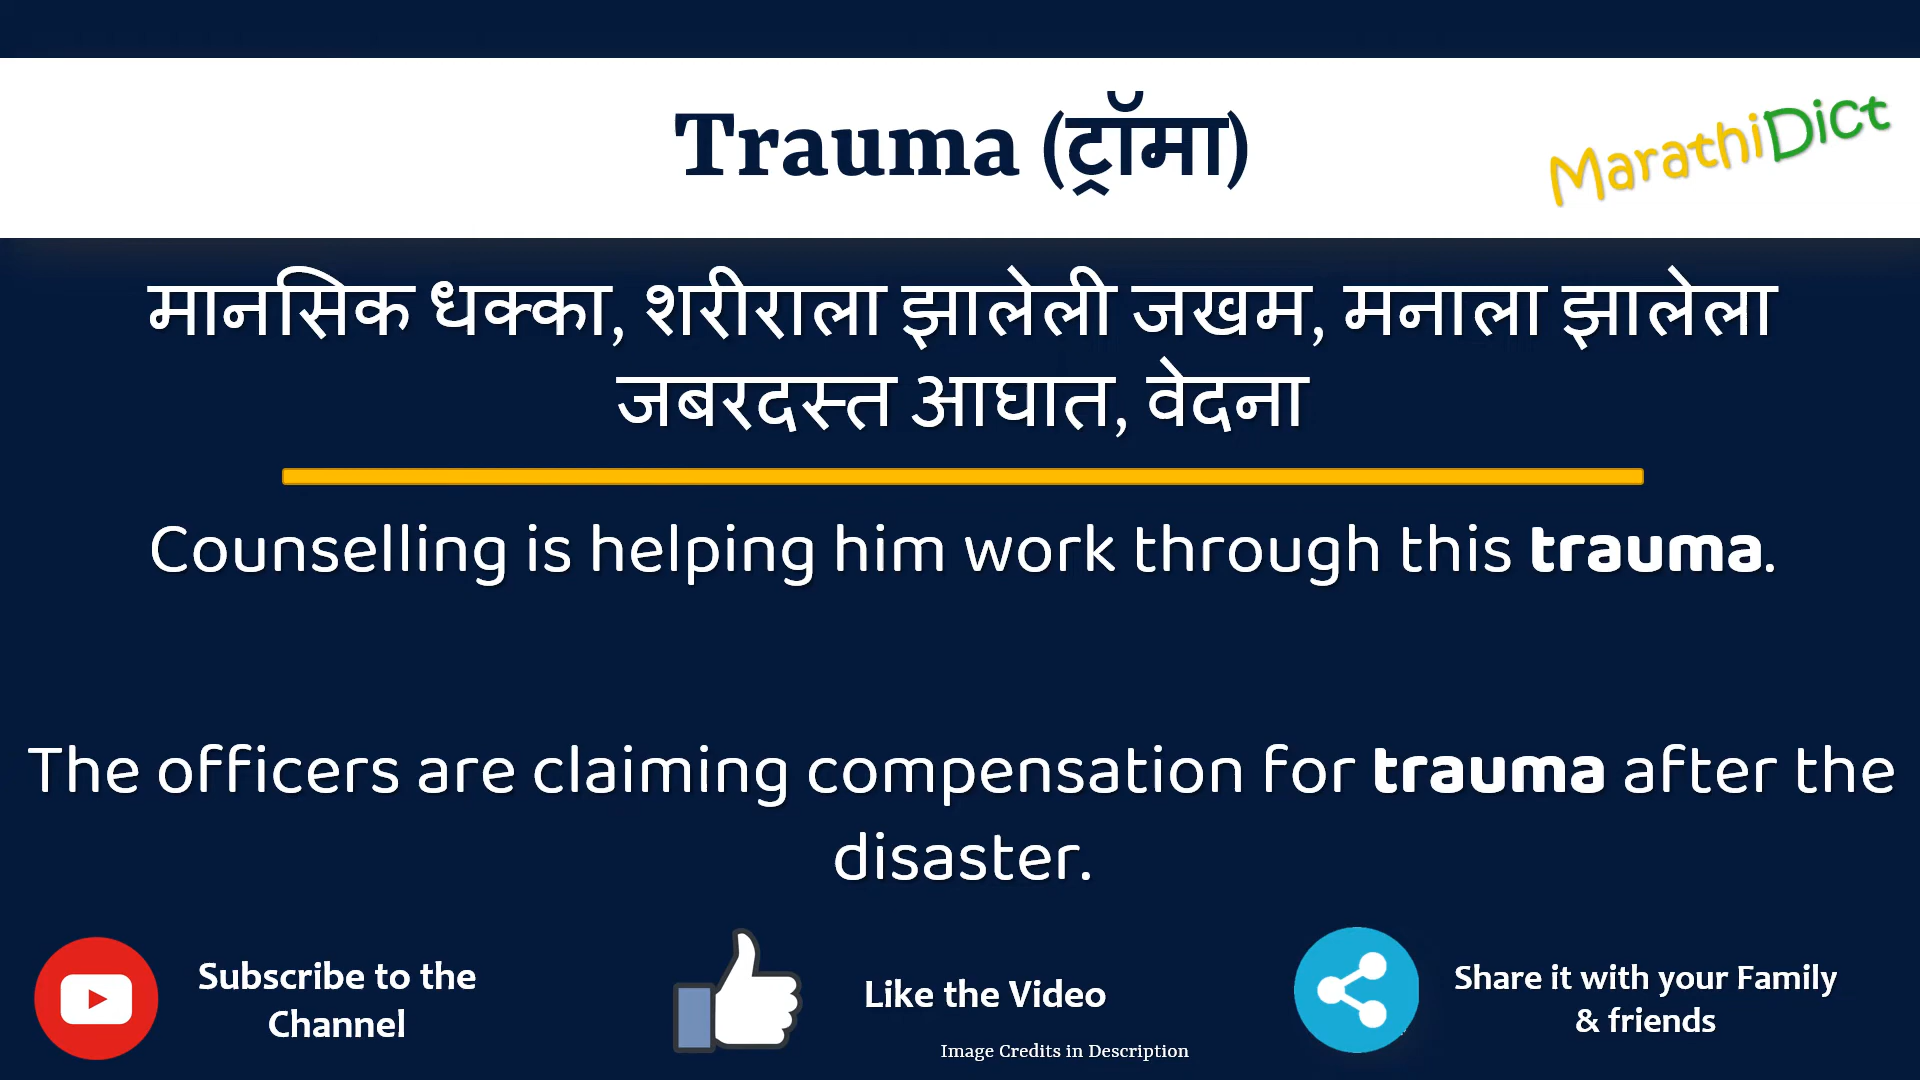 Trauma (ट्रॉमा)
MarathiDict
मानसिक धक्का, शरीराला झालेली जखम, मनाला झालेला
जबरदस्त आघात, वेदना
Counselling is helping him work through this trauma.
The officers are claiming compensation for trauma after the
disaster.
Subscribe to the
Channel
Like the Video
Share it with your Family
& friends
Image Credits in Description